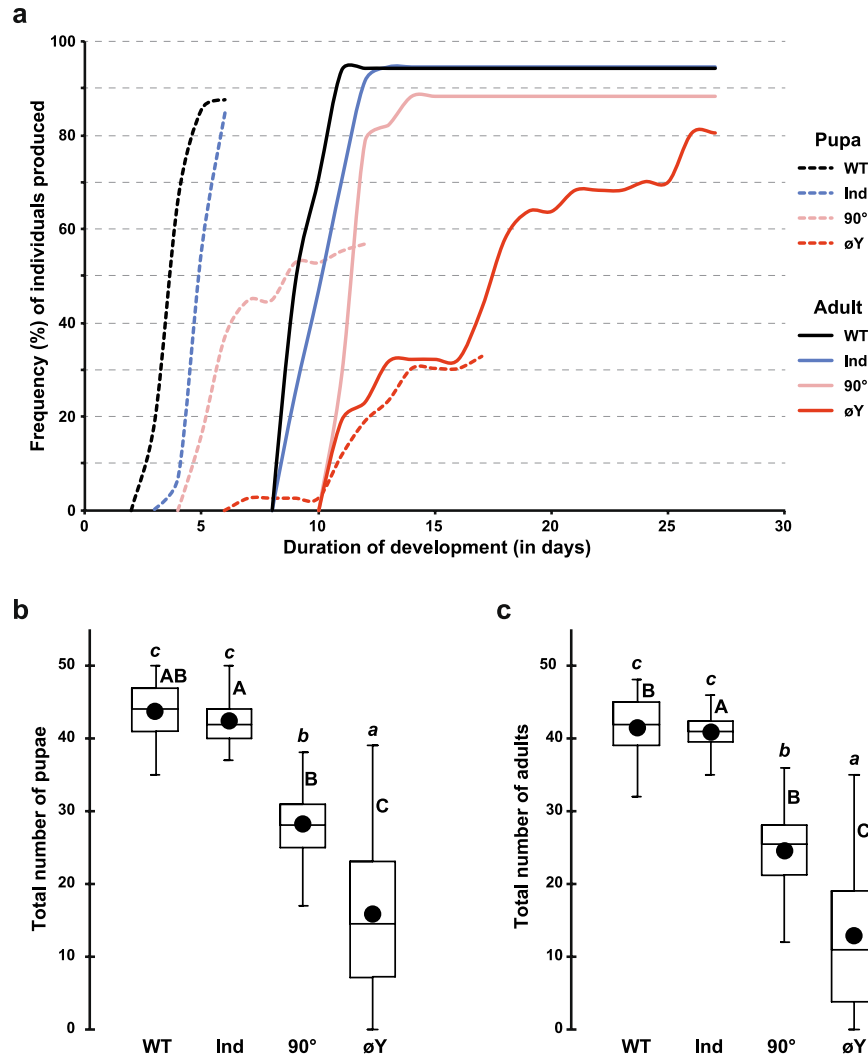 a
Frequency (%) of individuals produced
100
80
60
40
20
0
0 5 10 15 20 25 30
Duration of development (in days)
Pupa
WT
Ind
90°
øY
Adult
WT
Ind
90°
øY
b
Total number of pupae
50
40
30
20
10
0
c c b a
AB A B C
WT Ind 90° øY
c
Total number of adults
50
40
30
20
10
0
c c b a
B A B C
WT Ind 90° øY